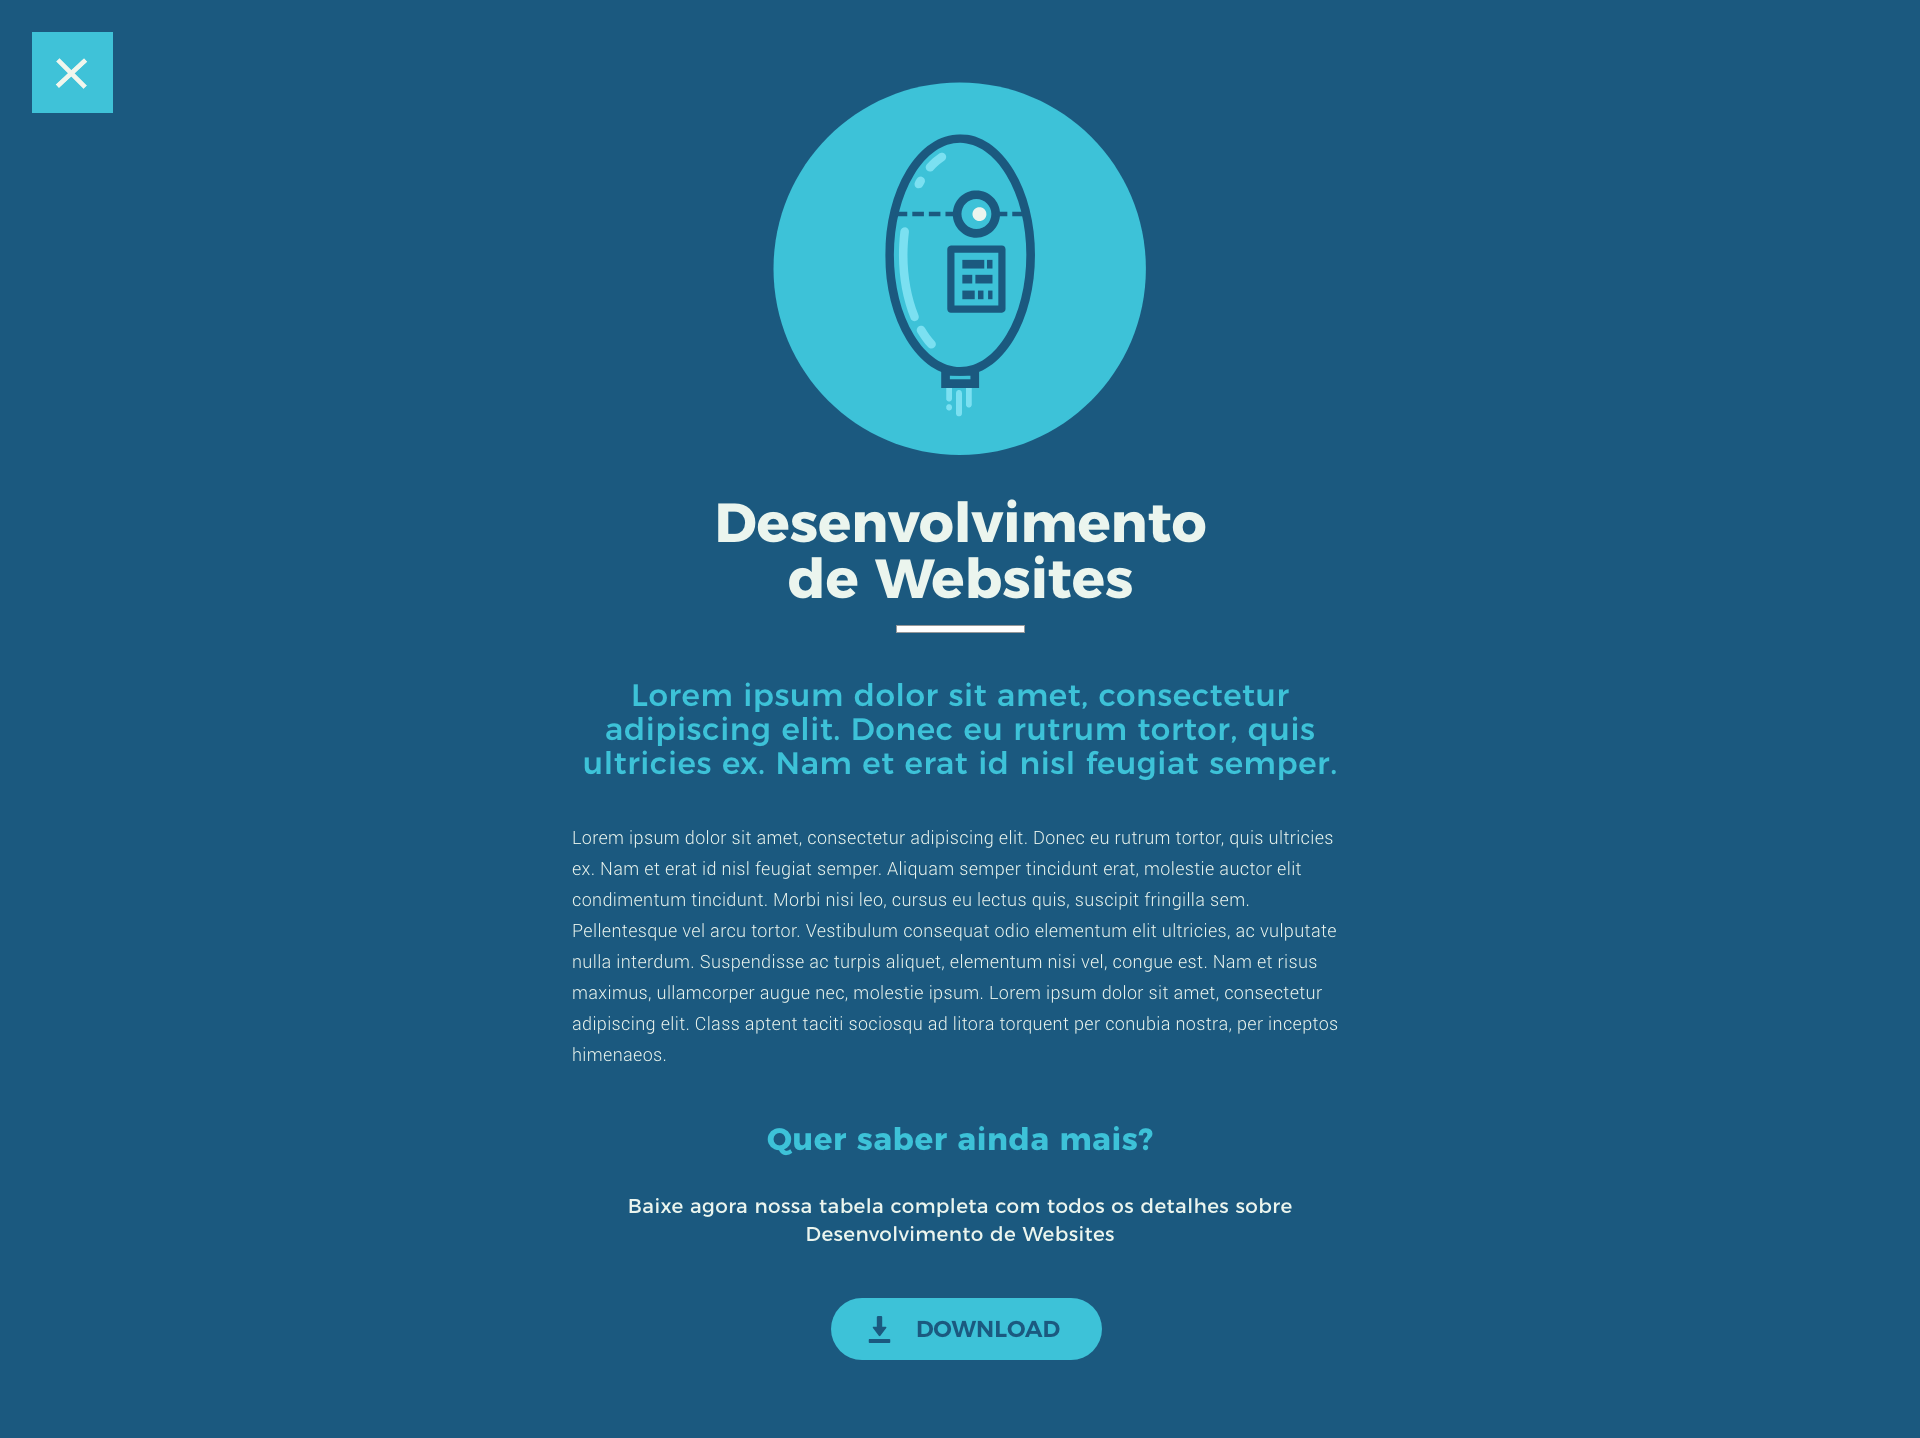 Desenvolvimento
de Websites
Lorem ipsum dolor sit amet, consectetur
adipiscing elit. Donec eu rutrum tortor, quis
ultricies ex. Nam et erat id nisl feugiat semper.
Lorem ipsum dolor sit amet, consectetur adipiscing elit. Donec eu rutrum tortor, quis ultricies
ex. Nam et erat id nisl feugiat semper. Aliquam semper tincidunt erat, molestie auctor elit
condimentum tincidunt. Morbi nisi leo, cursus eu lectus quis, suscipit fringilla sem.
Pellentesque vel arcu tortor. Vestibulum consequat odio elementum elit ultricies, ac vulputate
nulla interdum. Suspendisse ac turpis aliquet, elementum nisi vel, congue est. Nam et risus
maximus, ullamcorper augue nec, molestie ipsum. Lorem ipsum dolor sit amet, consectetur
adipiscing elit. Class aptent taciti sociosqu ad litora torquent per conubia nostra, per inceptos
himenaeos.
Quer saber ainda mais?
Baixe agora nossa tabela completa com todos os detalhes sobre
Desenvolvimento de Websites
DOWNLOAD